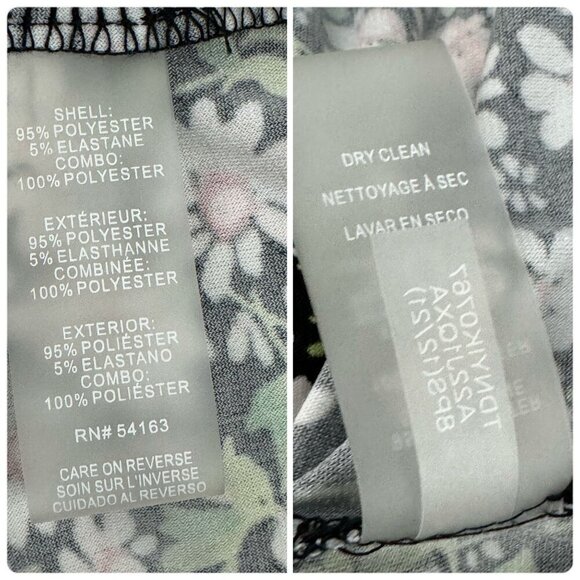 SHELL:
95% POLYESTER
5% ELASTANE
COMBO:
100% POLYESTER
EXTÉRIEUR:
95% POLYESTER
5% ELASTHANNE
COMBINÉE:
100% POLYESTER
EXTERIOR:
95% POLIÉSTER
5% ELASTANO
COMBO:
100% POLIÉSTER
RN# 54163
CARE ON REVERSE
SOIN SUR L'INVERSE
CUIDADO AL REVERSO
DRY CLEAN
NETTOYAGE À SEC
LAVAR EN SECO